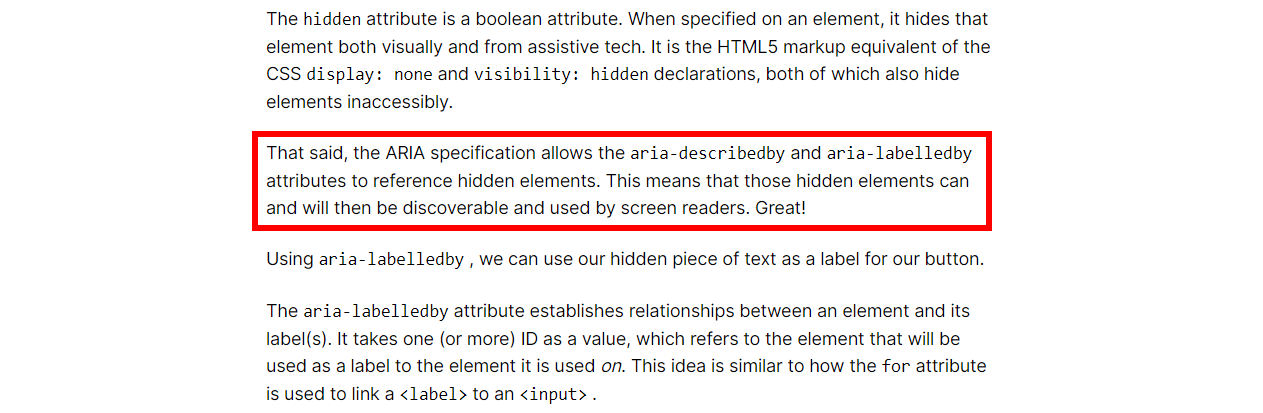 The hidden attribute is a boolean attribute. When specified on an element, it hides that
element both visually and from assistive tech. It is the HTML5 markup equivalent of the
CSS display: none and visibility: hidden declarations, both of which also hide
elements inaccessibly.
That said, the ARIA specification allows the aria-describedby and aria-labelledby
attributes to reference hidden elements. This means that those hidden elements can
and will then be discoverable and used by screen readers. Great!
Using aria-labelledby , we can use our hidden piece of text as a label for our button.
The aria-labelledby attribute establishes relationships between an element and its
label(s). It takes one (or more) ID as a value, which refers to the element that will be
used as a label to the element it is used on. This idea is similar to how the for attribute
is used to link a <label> to an <input> .